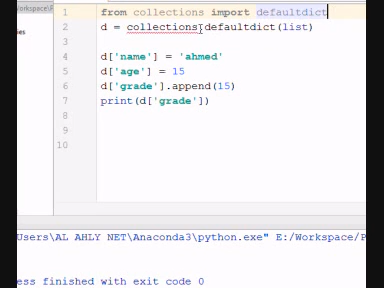 Workspace\
1 from collections import defaultdict
2 d = collections.defaultdict(list)
3
4 d['name'] = 'ahmed'
5 d['age'] = 15
6 d['grade'].append(15)
7 print(d['grade'])
8
9
10
Users\AL AHLY NET\Anaconda3\python.exe" E:/Workspace/P
ess finished with exit code 0